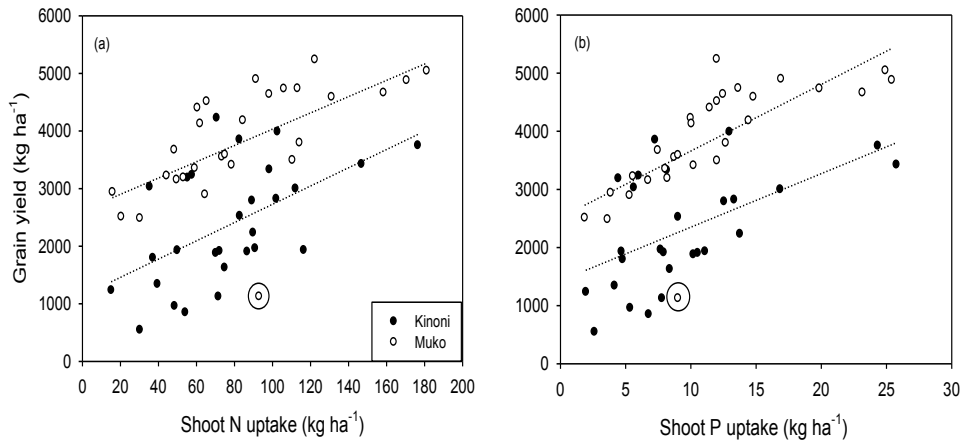 Grain yield (kg ha-1)
6000
5000
4000
3000
2000
1000
0
(a)
Kinoni
Muko
0 20 40 60 80 100 120 140 160 180 200
Shoot N uptake (kg ha-1)
6000
5000
4000
3000
2000
1000
0
(b)
0 5 10 15 20 25 30
Shoot P uptake (kg ha-1)